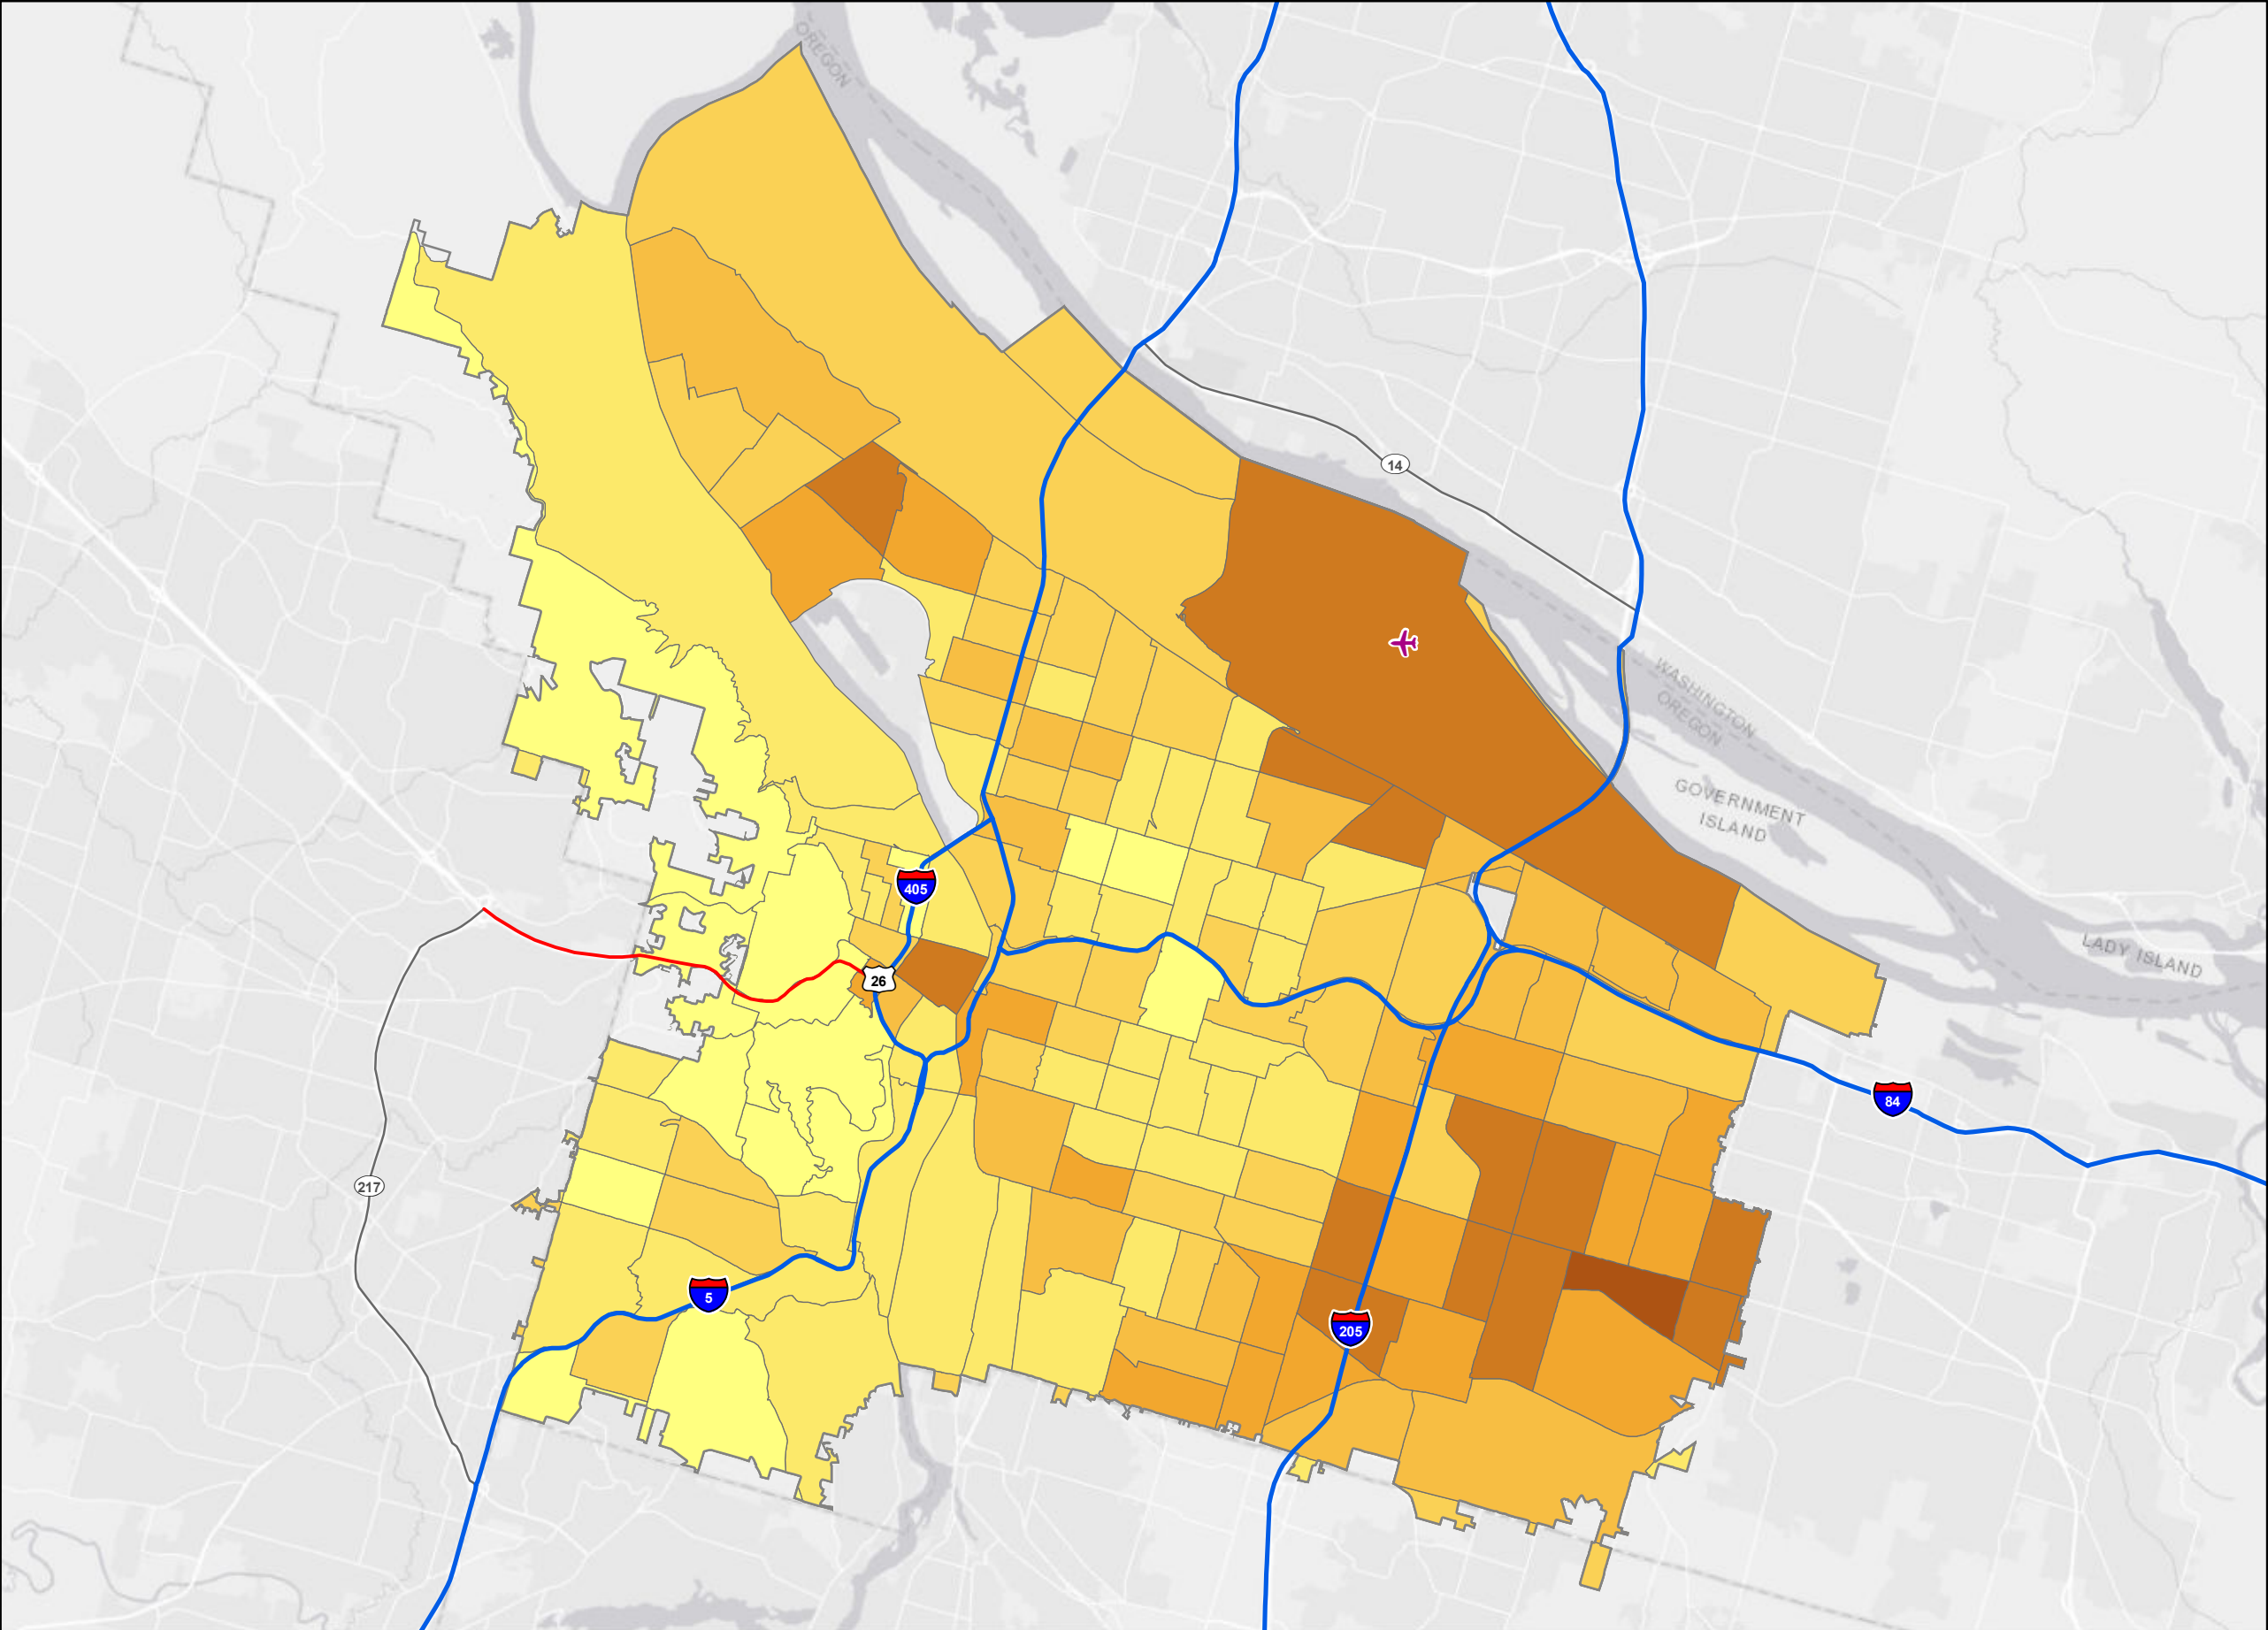 OREGON
14
WASHINGTON
OREGON
GOVERNMENT
ISLAND
405
LADY ISLAND
26
84
217
5
205